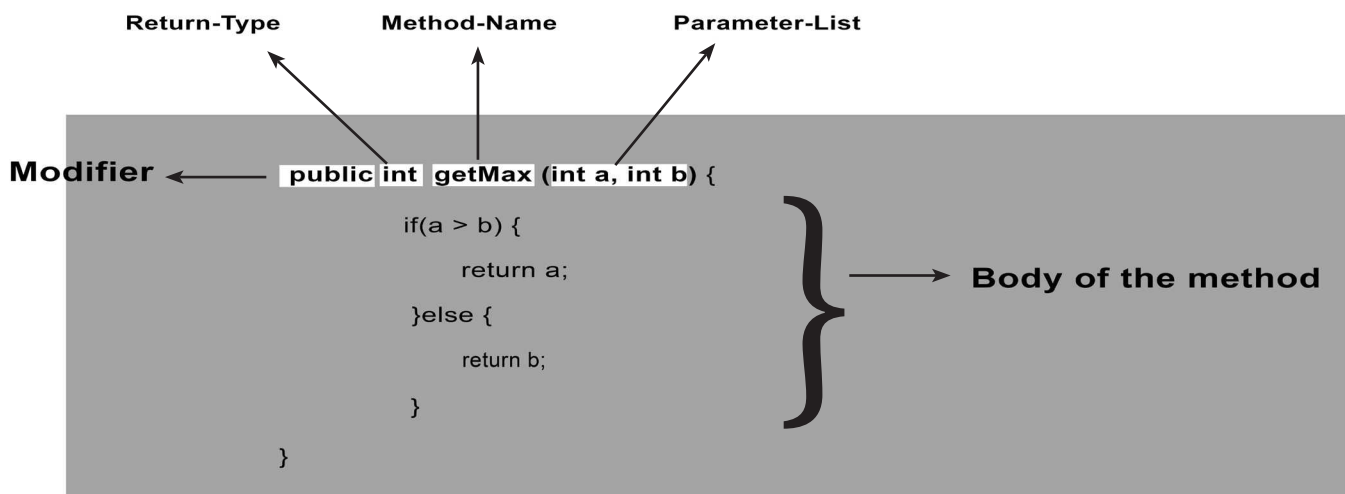 Return-Type Method-Name Parameter-List
Modifier public int getMax (int a, int b) {
if(a > b) {
return a;
}else {
return b;
}
}
Body of the method